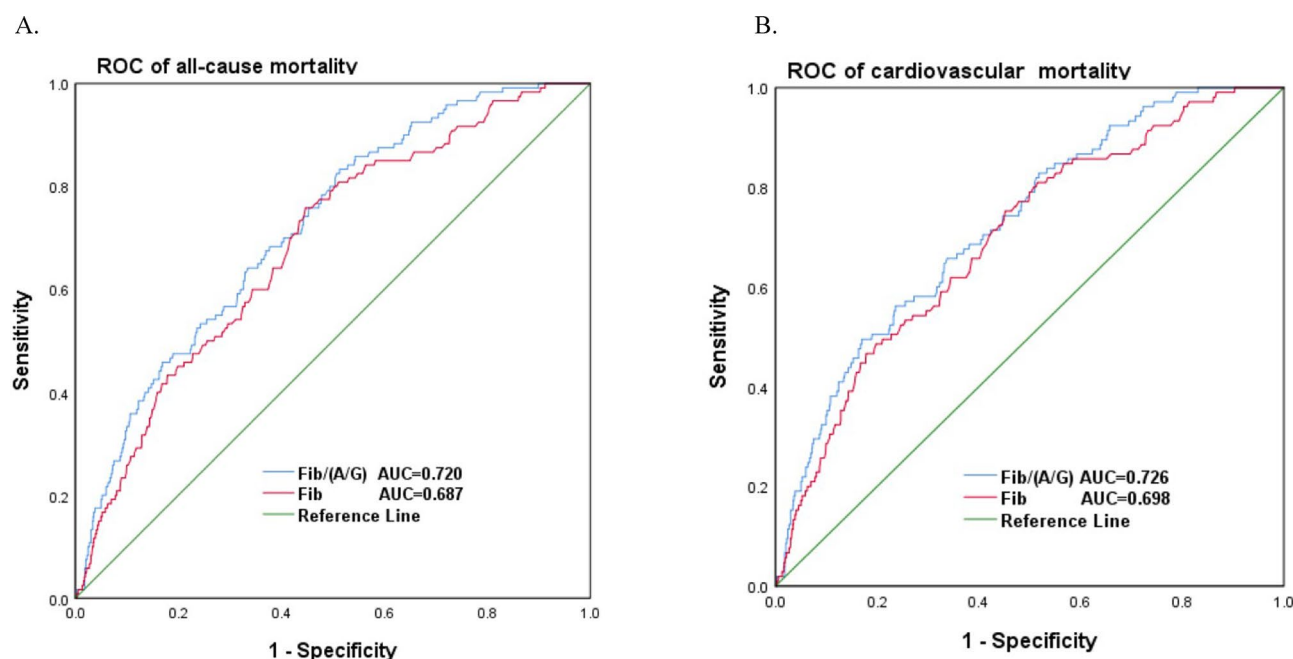 A.
ROC of all-cause mortality
1.0
0.8
0.6
0.4
0.2
0.0
Sensitivity
Fib/(A/G) AUC=0.720
Fib AUC=0.687
Reference Line
0.0 0.2 0.4 0.6 0.8 1.0
1 - Specificity
B.
ROC of cardiovascular mortality
1.0
0.8
0.6
0.4
0.2
0.0
Sensitivity
Fib/(A/G) AUC=0.726
Fib AUC=0.698
Reference Line
0.0 0.2 0.4 0.6 0.8 1.0
1 - Specificity